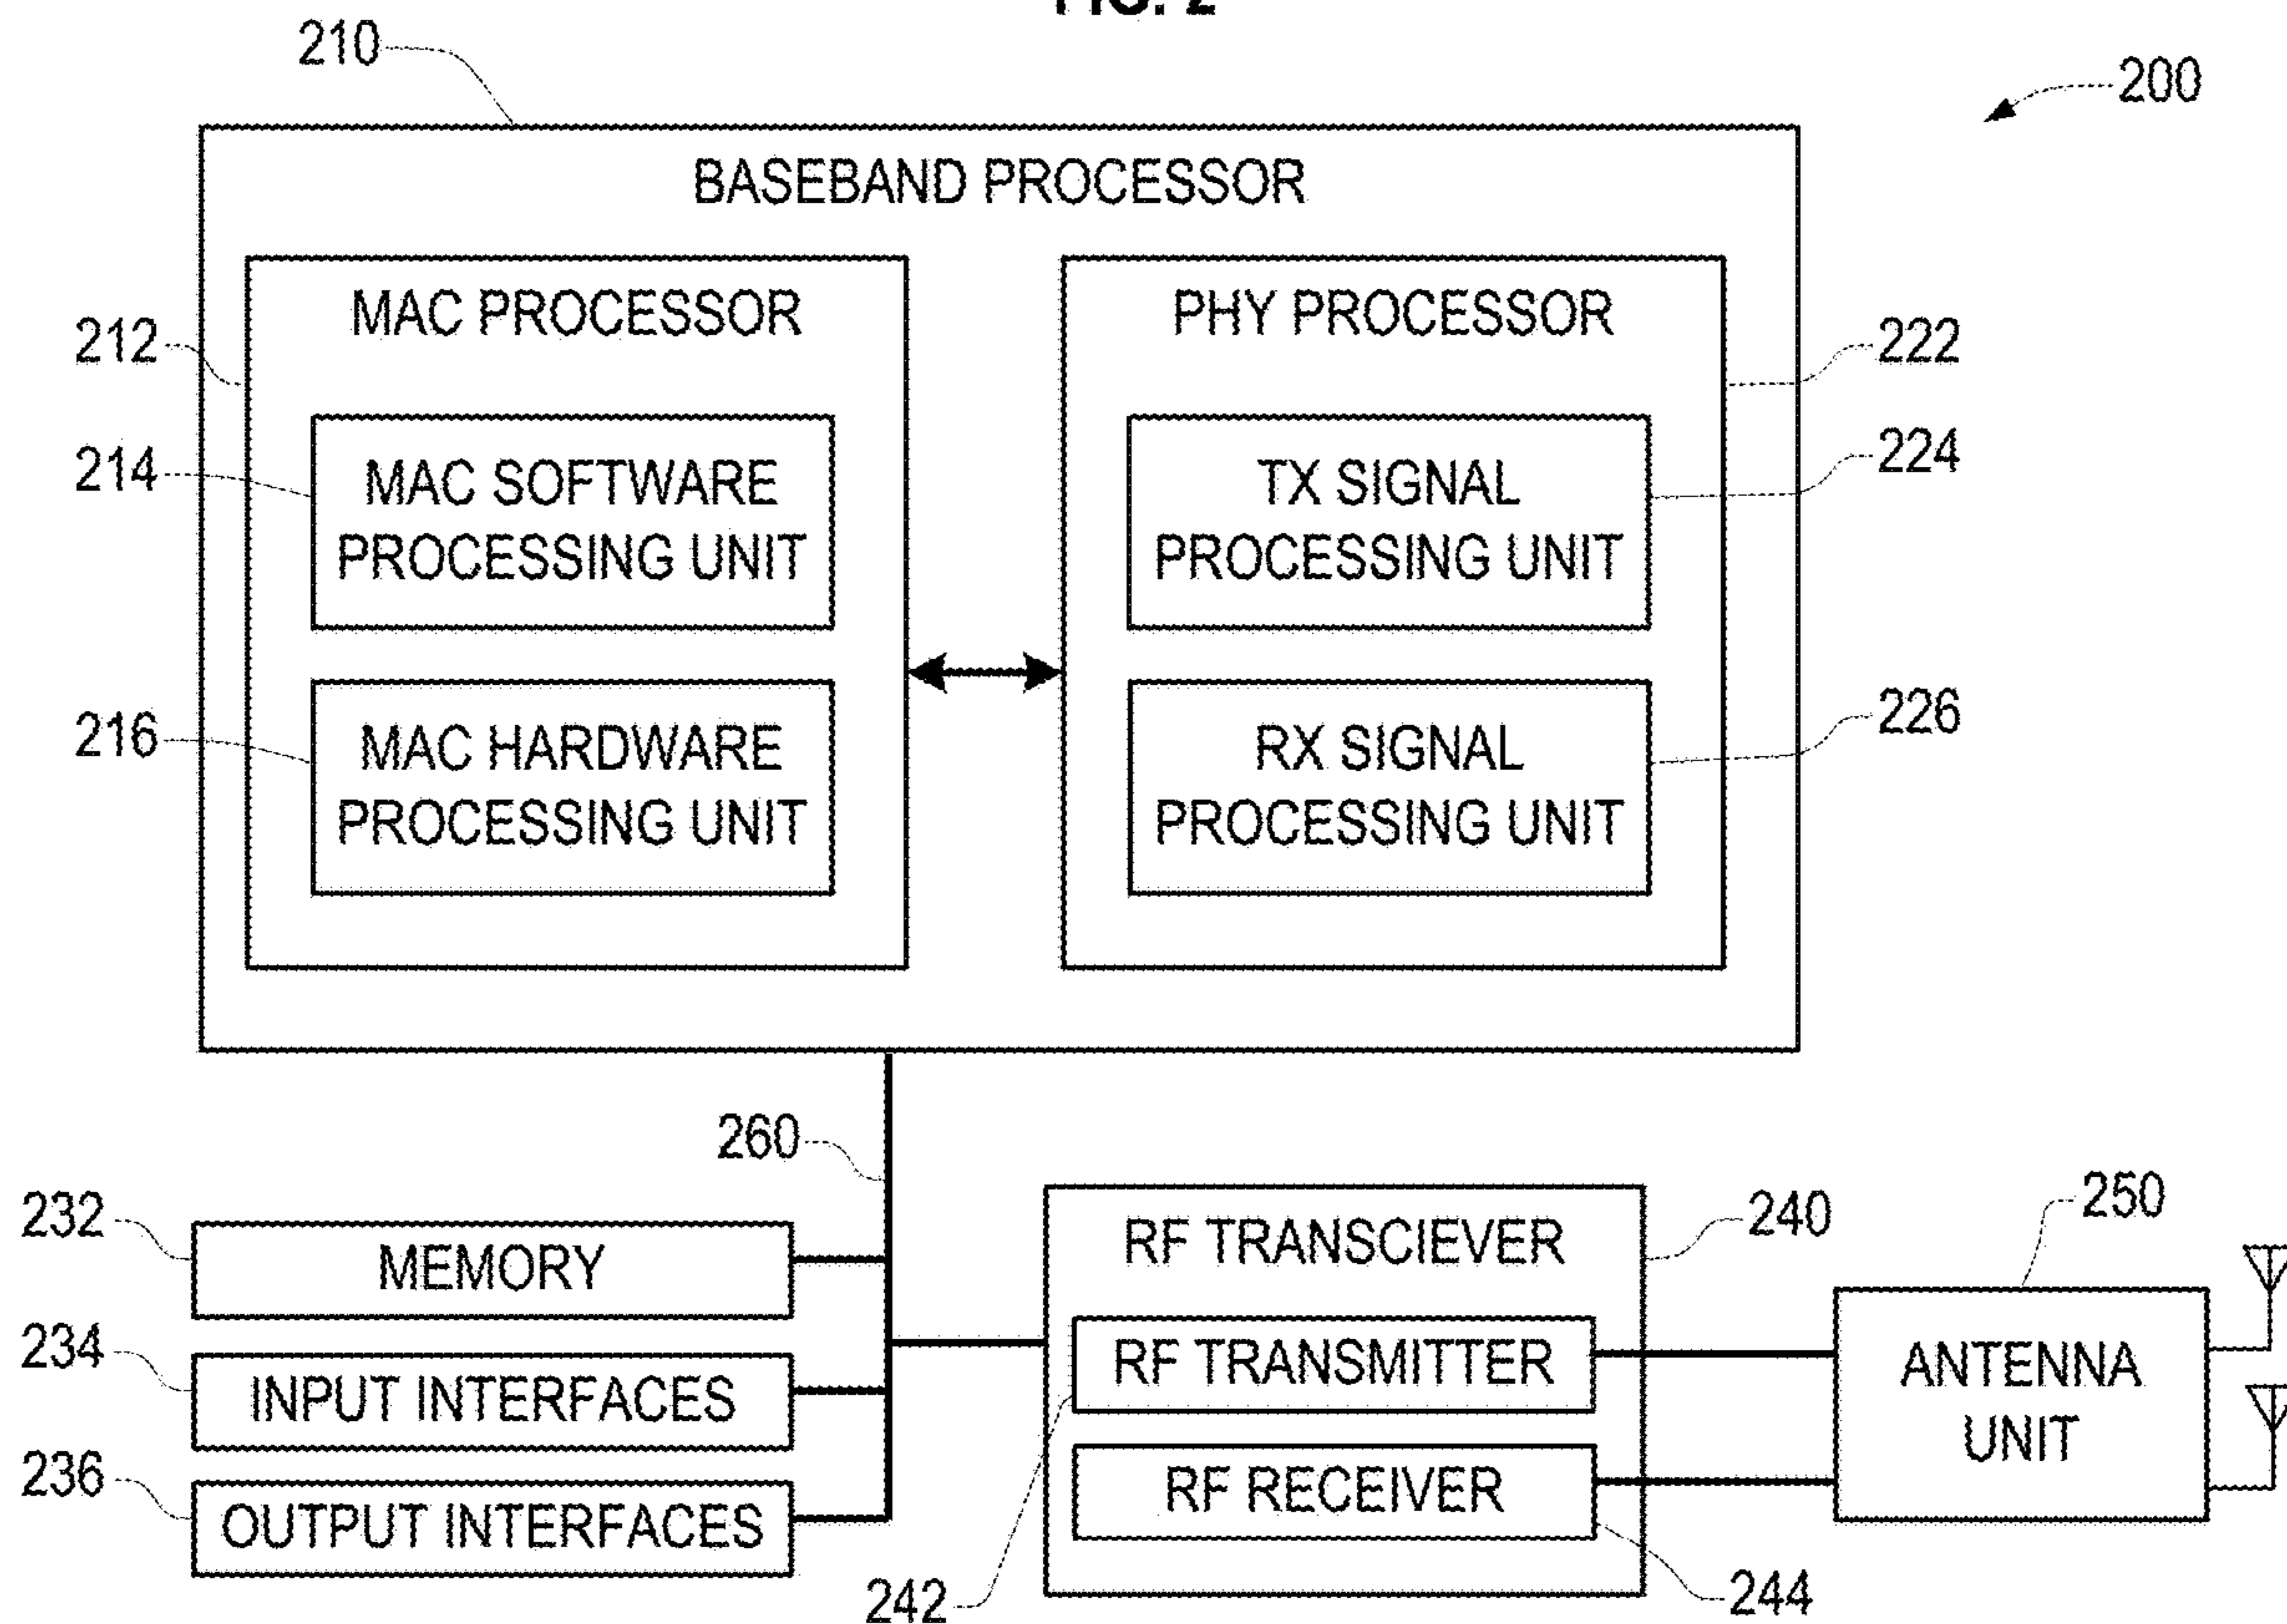 FIG. 2
210
200
BASEBAND PROCESSOR
MAC PROCESSOR
PHY PROCESSOR
212
222
214
MAC SOFTWARE
PROCESSING UNIT
TX SIGNAL
PROCESSING UNIT
224
216
MAC HARDWARE
PROCESSING UNIT
RX SIGNAL
PROCESSING UNIT
226
260
232
MEMORY
RF TRANSCIEVER
240
250
234
INPUT INTERFACES
RF TRANSMITTER
ANTENNA
UNIT
236
OUTPUT INTERFACES
RF RECEIVER
242
244